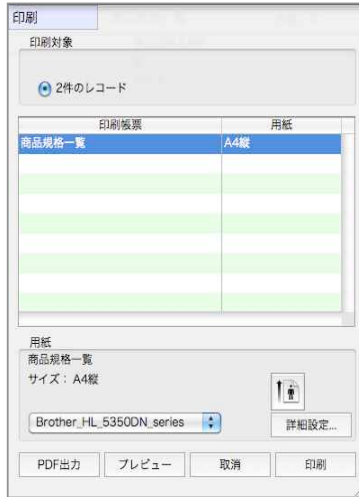 印刷
印刷対象
2件のレコード
印刷帳票 用紙
商品規格一覧 A4縦
用紙
商品規格一覧
サイズ： A4縦
Brother_HL_5350DN_series
詳細設定...
PDF出力 プレビュー 取消 印刷